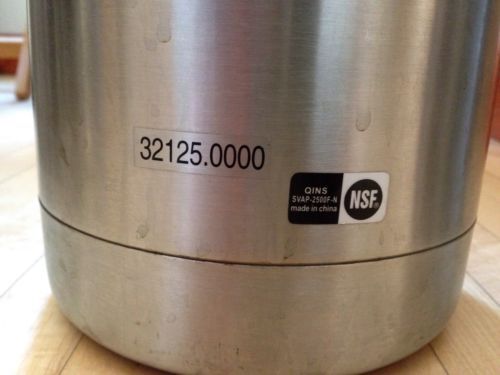 32125.0000
QINS
SVAP-2500F-N
made in china
NSF®